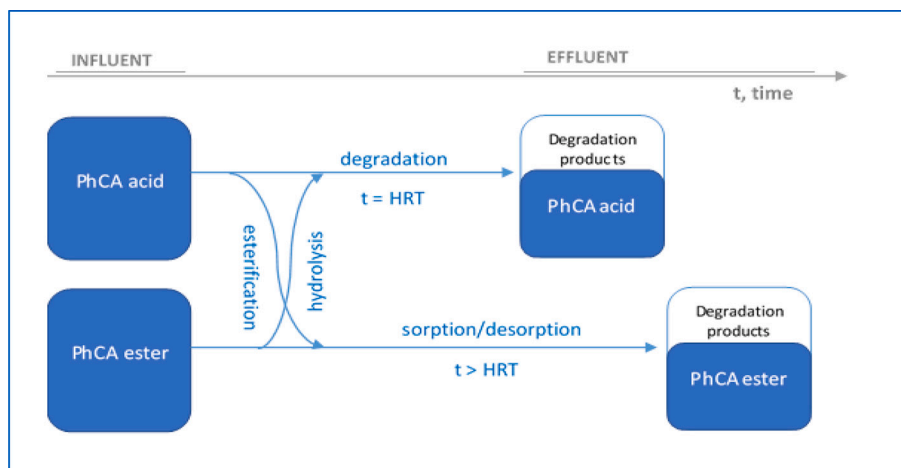 INFLUENT
EFFLUENT
t, time
PhCA acid
degradation
t = HRT
Degradation
products
PhCA acid
esterification
hydrolysis
PhCA ester
sorption/desorption
t > HRT
Degradation
products
PhCA ester